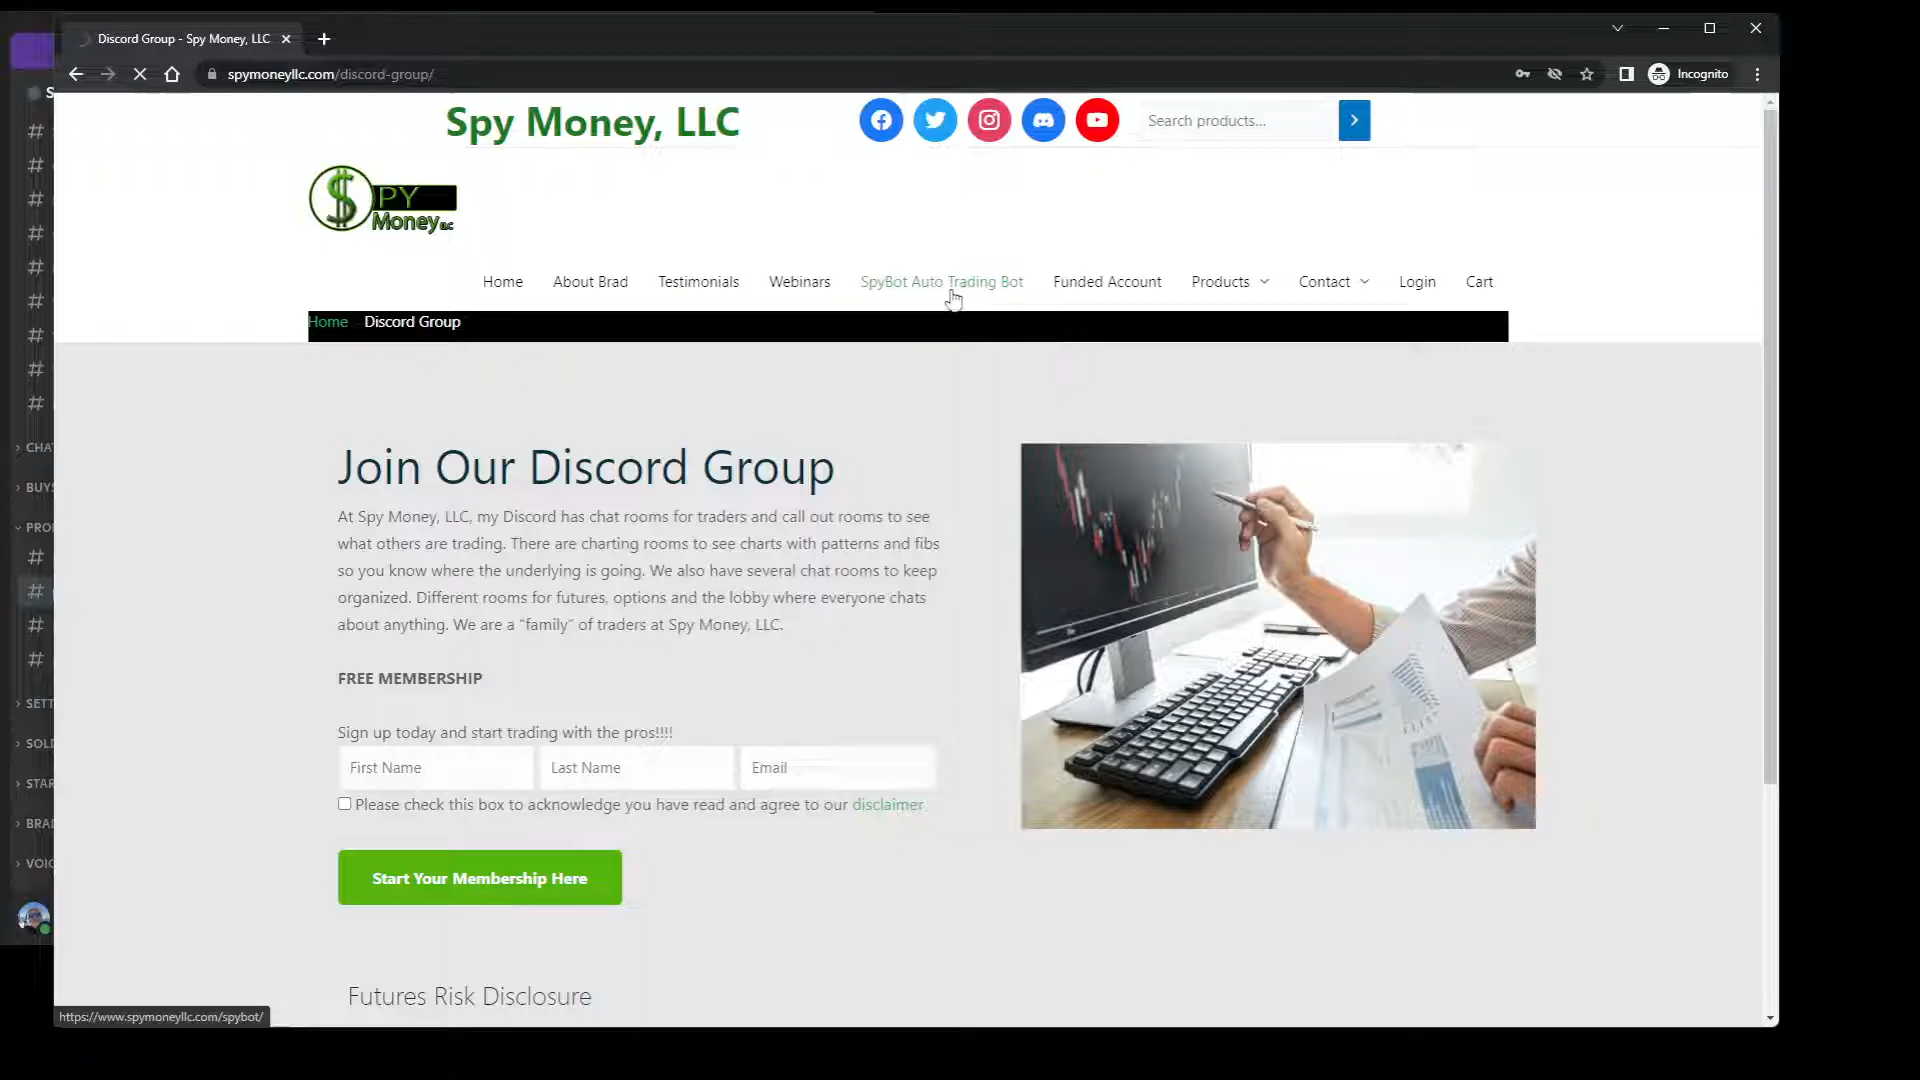 Discord Group - Spy Money, LLC
spymoneyllc.com/discord-group/
Incognito
Spy Money, LLC
Search products...
$PY
Money LLC
Home
About Brad
Testimonials
Webinars
SpyBot Auto Trading Bot
Funded Account
Products
Contact
Login
Cart
Home
Discord Group
Join Our Discord Group
At Spy Money, LLC, my Discord has chat rooms for traders and call out rooms to see
what others are trading. There are charting rooms to see charts with patterns and fibs
so you know where the underlying is going. We also have several chat rooms to keep
organized. Different rooms for futures, options and the lobby where everyone chats
about anything. We are a “family” of traders at Spy Money, LLC.
FREE MEMBERSHIP
Sign up today and start trading with the pros!!!!
First Name
Last Name
Email
Please check this box to acknowledge you have read and agree to our disclaimer
Start Your Membership Here
Futures Risk Disclosure
https://www.spymoneyllc.com/spybot/